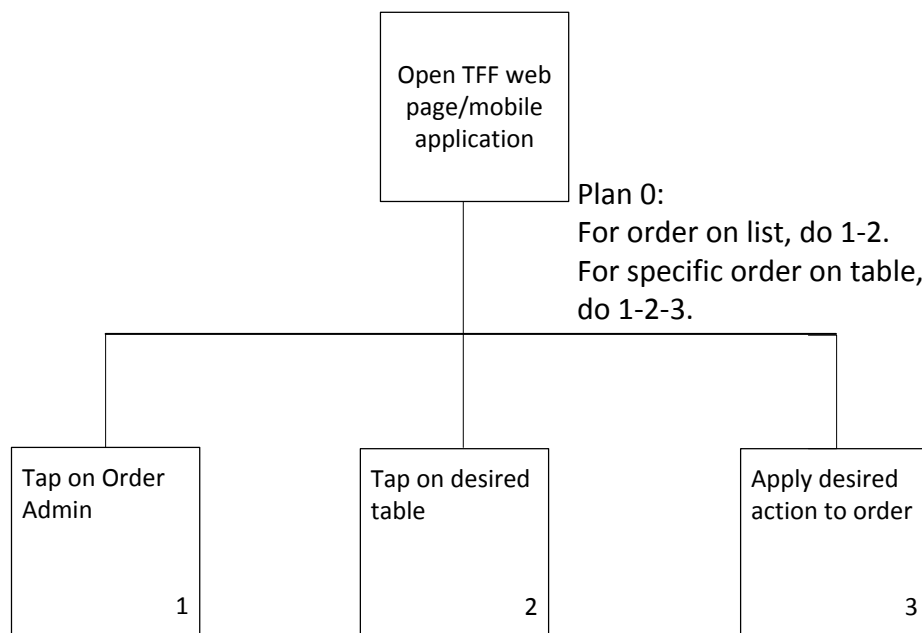 Open TFF web
page/mobile
application
Plan 0:
For order on list, do 1-2.
For specific order on table,
do 1-2-3.
Tap on Order
Admin
1
Tap on desired
table
2
Apply desired
action to order
3